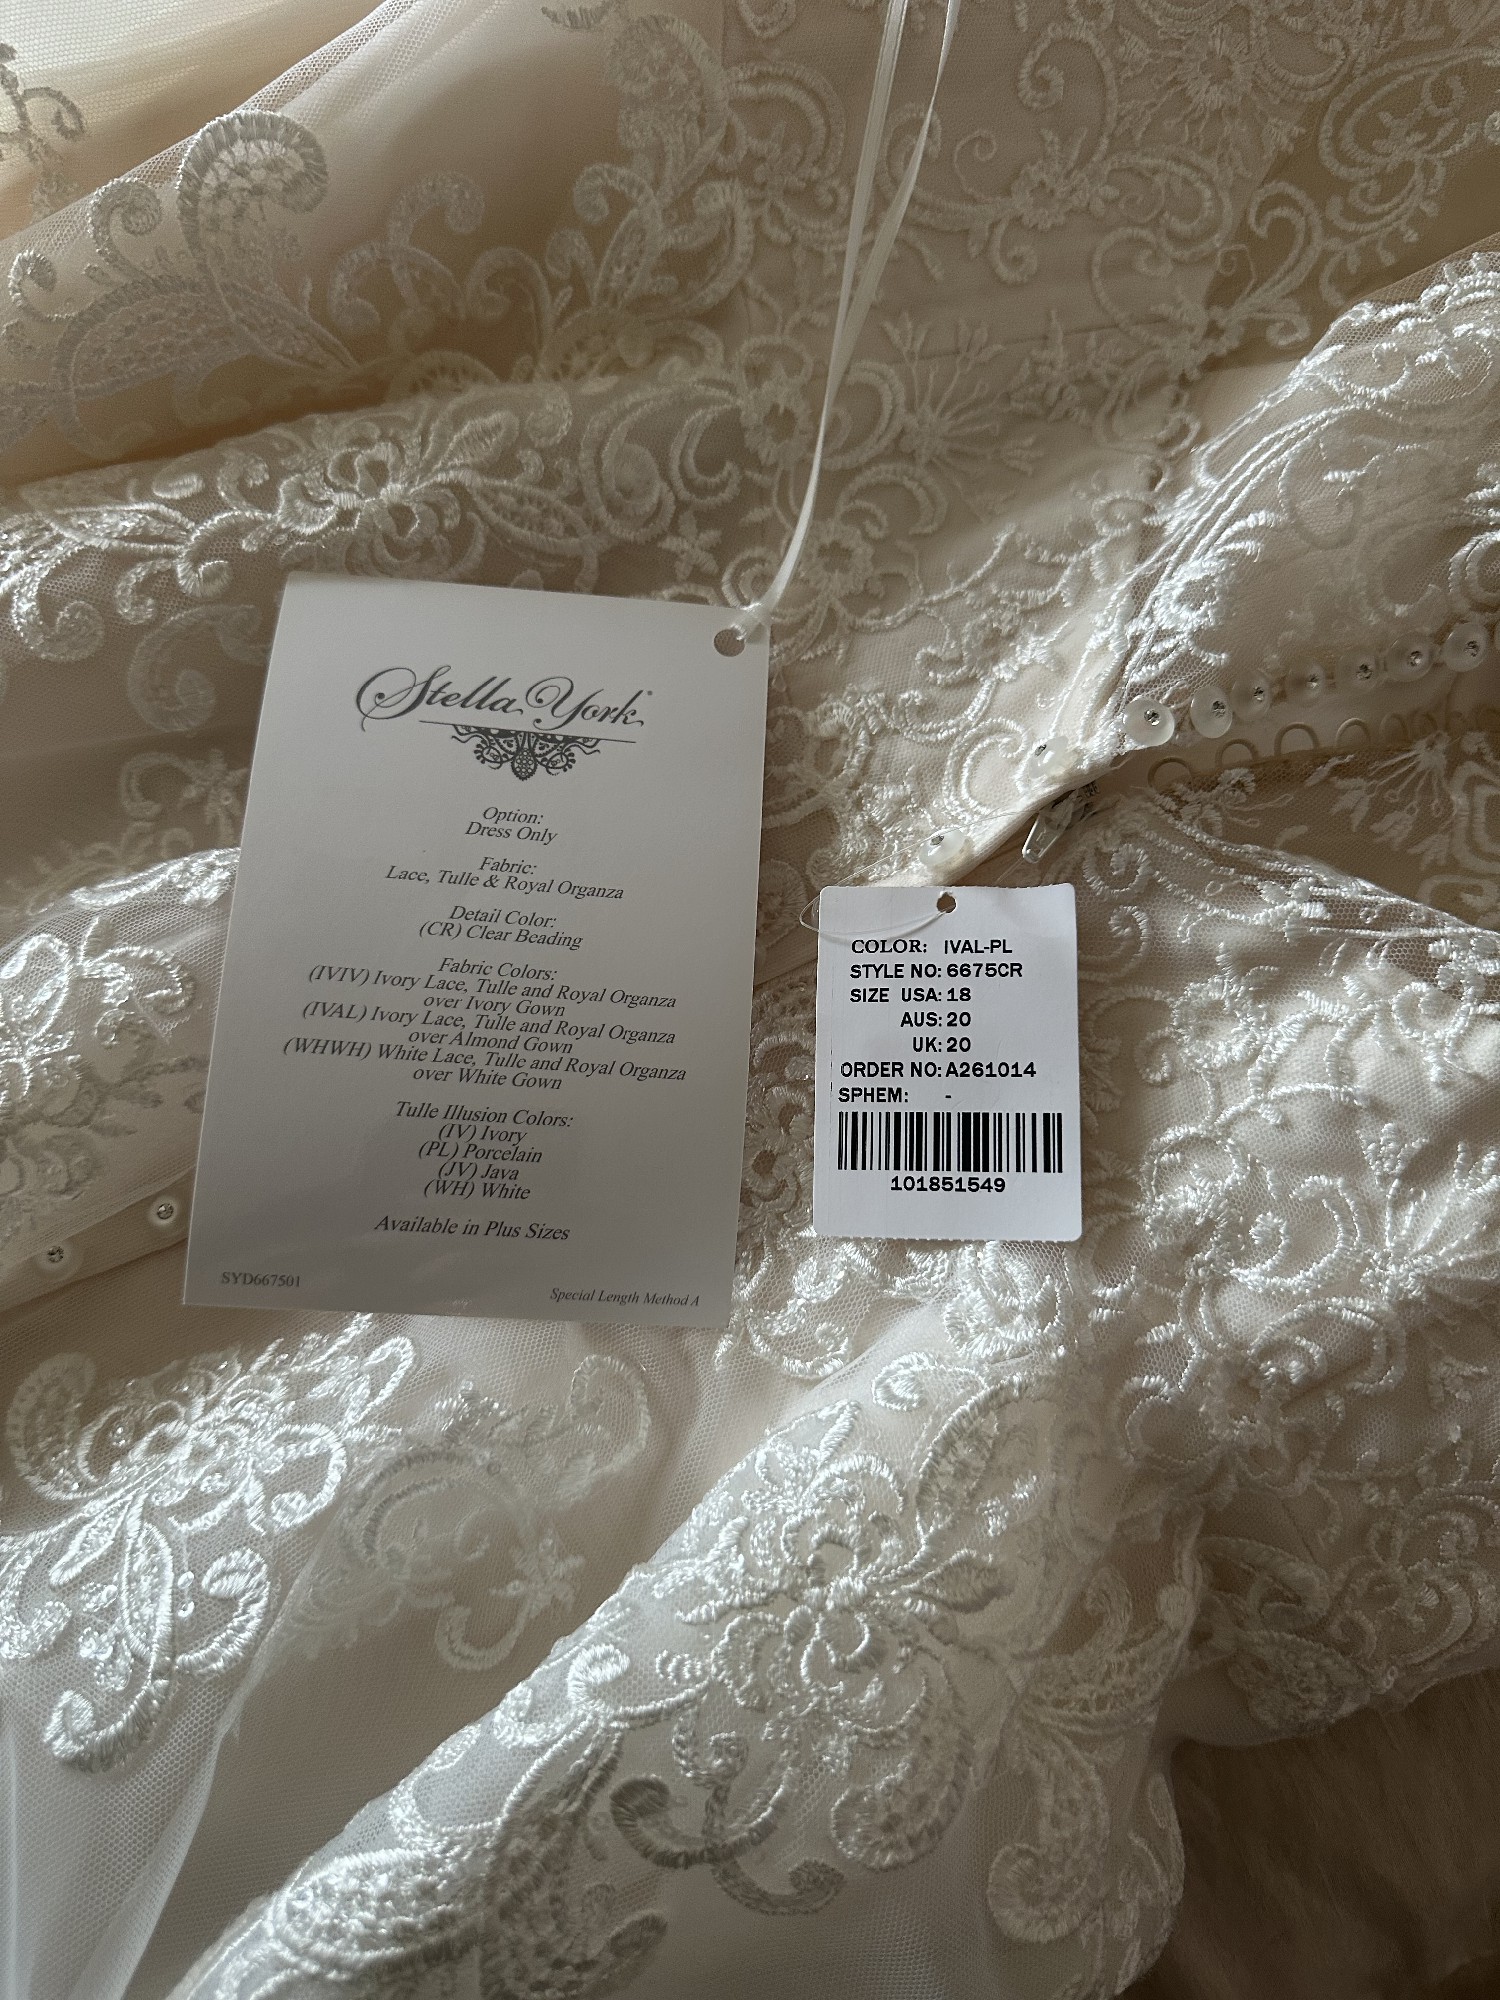 Stella York
Option:
Dress Only
Fabric:
Lace, Tulle & Royal Organza
Detail Color:
(CR) Clear Beading
Fabric Colors:
(IVIV) Ivory Lace, Tulle and Royal Organza
over Ivory Gown
(IVAL) Ivory Lace, Tulle and Royal Organza
over Almond Gown
(WHWH) White Lace, Tulle and Royal Organza
over White Gown
Tulle Illusion Colors:
(IV) Ivory
(PL) Porcelain
(JV) Java
(WH) White
Available in Plus Sizes
SYD667501
Special Length Method A
COLOR: IVAL-PL
STYLE NO: 6675CR
SIZE USA: 18
AUS: 20
UK: 20
ORDER NO: A261014
SPHEM: -
101851549